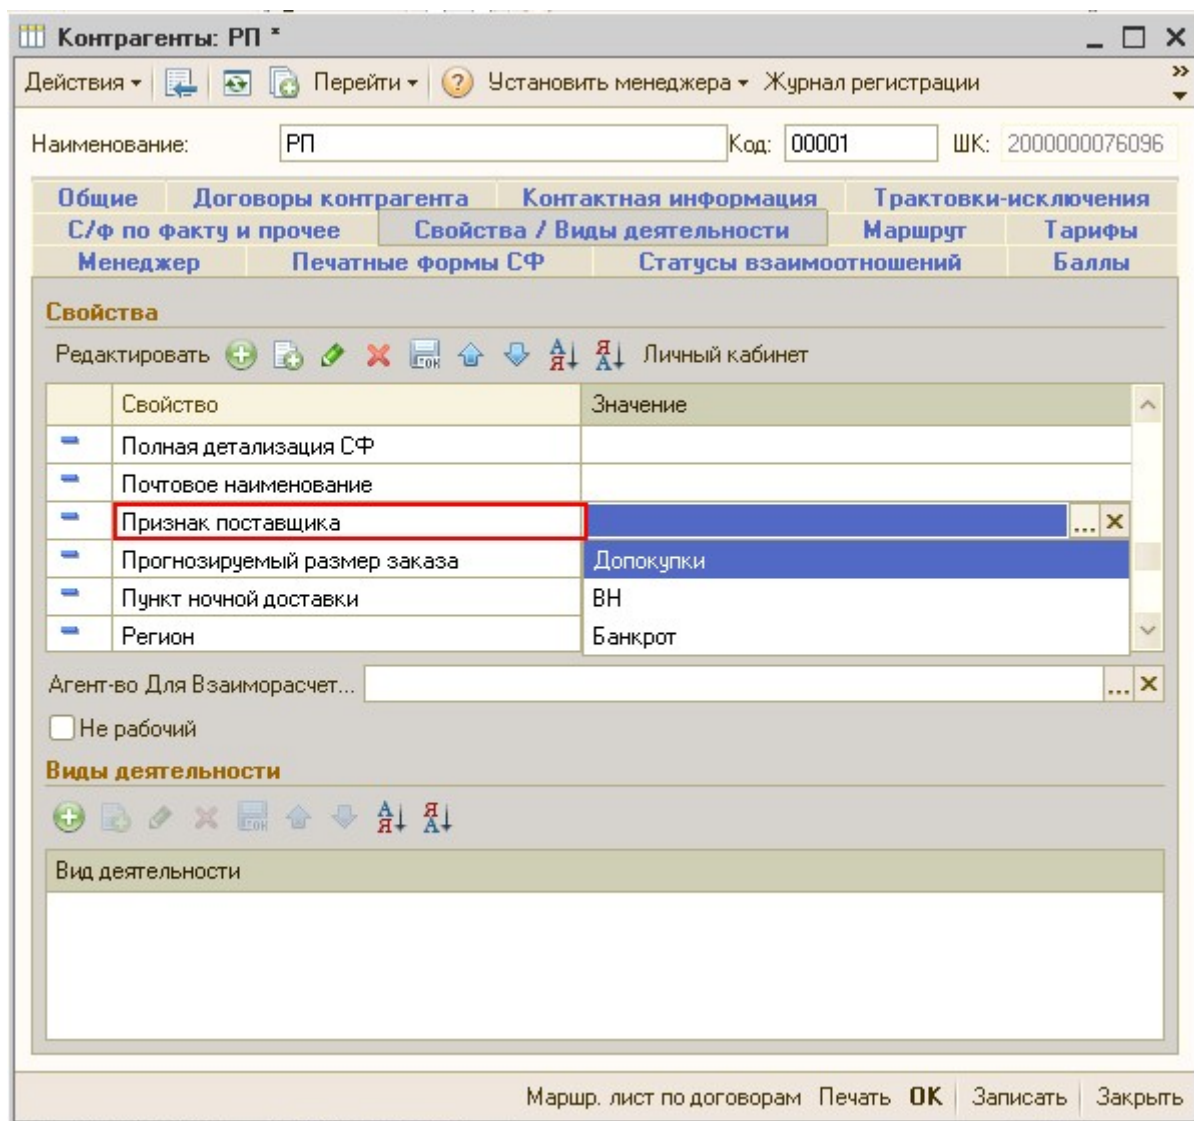 Контрагенты: РП *
Действия Перейти Установить менеджера Журнал регистрации
Наименование: РП Код: 00001 ШК: 2000000076096
Общие Договоры контрагента Контактная информация Трактовки-исключения
С/ф по факту и прочее Свойства / Виды деятельности Маршрут Тарифы
Менеджер Печатные формы СФ Статусы взаимоотношений Баллы
Свойства
Редактировать Личный кабинет
Свойство Значение
Полная детализация СФ
Почтовое наименование
Признак поставщика ...
Прогнозируемый размер заказа Допокупки
Пункт ночной доставки ВН
Регион Банкрот
Агент-во Для Взаиморасчет... ...
Не рабочий
Виды деятельности
Вид деятельности
Маршр. лист по договорам Печать OK Записать Закрыть